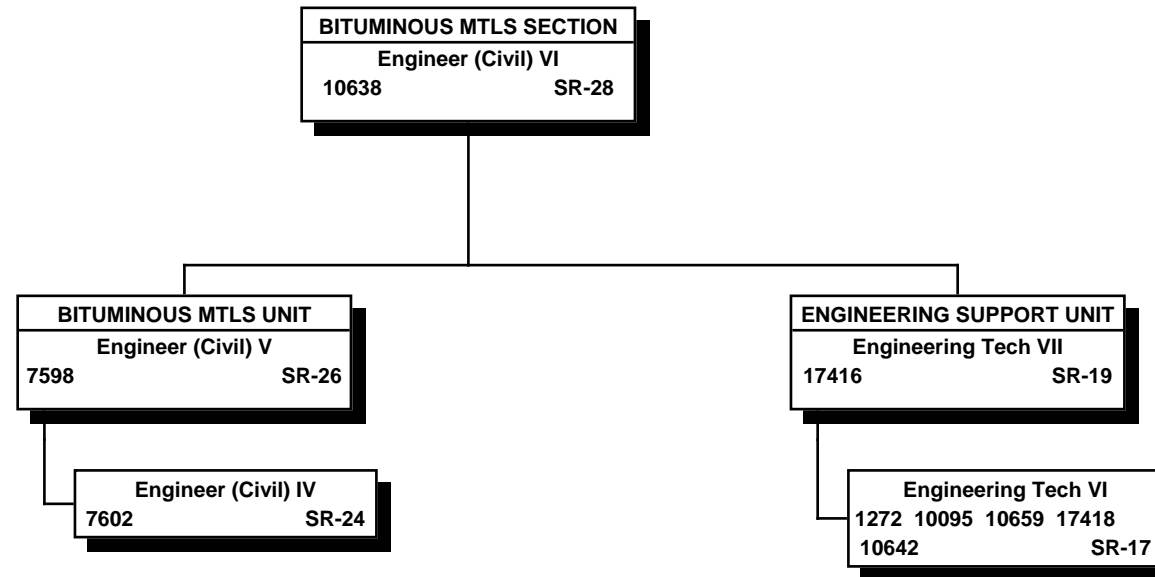 BITUMINOUS MTLS SECTION
Engineer (Civil) VI
10638 SR-28
BITUMINOUS MTLS UNIT
Engineer (Civil) V
7598 SR-26
Engineer (Civil) IV
7602 SR-24
ENGINEERING SUPPORT UNIT
Engineering Tech VII
17416 SR-19
Engineering Tech VI
1272 10095 10659 17418
10642 SR-17